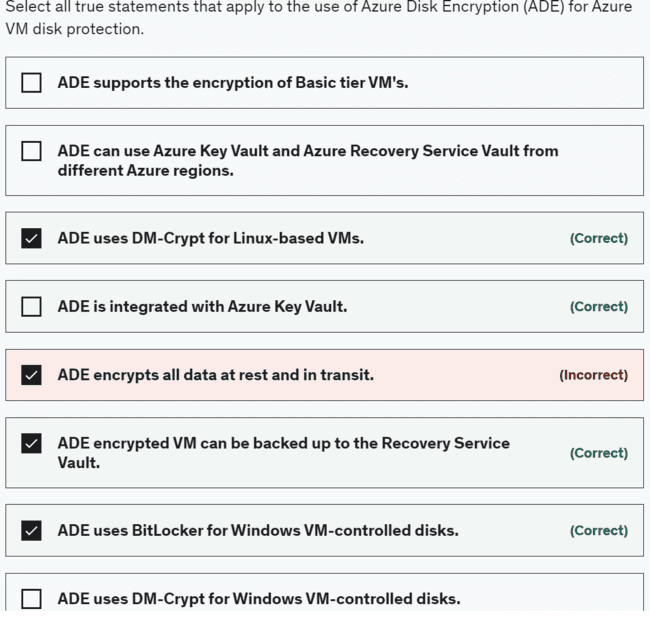 Select all true statements that apply to the use of Azure Disk Encryption (ADE) for Azure
VM disk protection.
ADE supports the encryption of Basic tier VM's.
ADE can use Azure Key Vault and Azure Recovery Service Vault from
different Azure regions.
ADE uses DM-Crypt for Linux-based VMs. (Correct)
ADE is integrated with Azure Key Vault. (Correct)
ADE encrypts all data at rest and in transit. (Incorrect)
ADE encrypted VM can be backed up to the Recovery Service
Vault. (Correct)
ADE uses BitLocker for Windows VM-controlled disks. (Correct)
ADE uses DM-Crypt for Windows VM-controlled disks.